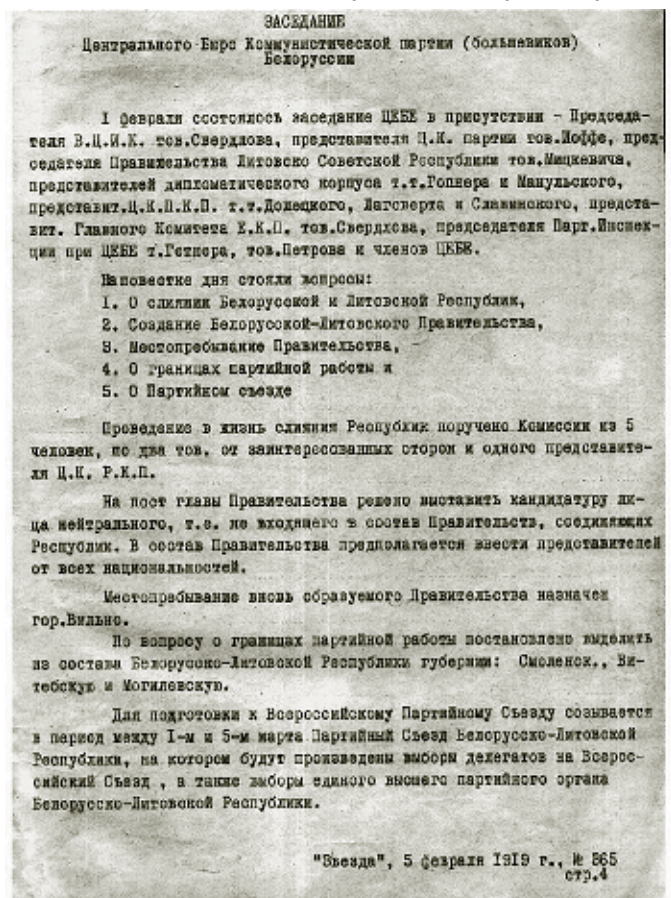 ЗАСЕДАНИЕ
Центрального Бюро Коммунистической партии (большевиков)
Белоруссии
I февраля состоялось заседание ЦЕБЕ в присутствии - Председа-
теля В.Ц.И.К. тов.Свердлова, представителя Ц.К. партии тов.Иоффе, пред-
седателя Правительства Литовско Советской Республики тов.Мицкевича,
представителей дипломатического корпуса т.т.Гопнера и Манульского,
представит.Ц.К.П.К.П. т.т.Долецкого, Лагсверта и Славинского, предста-
вит. Главного Комитета Е.К.П. тов.Свердлова, председателя Парт.Инспек-
ции при ЦЕБЕ т.Гетнера, тов.Петрова и членов ЦЕБЕ.
На повестке дня стояли вопросы:
1. О слиянии Белорусской и Литовской Республик,
2. Создание Белорусской-Литовского Правительства,
3. Местопребывание Правительства, -
4. О границах партийной работы и
5. О Партийном съезде
Проведение в жизнь слияния Республик поручено Комиссии из 5
человек, по два тов. от заинтересованных сторон и одного представите-
ля Ц.К. Р.К.П.
На пост главы Правительства решено выставить кандидатуру ли-
ца нейтрального, т.е. не входящего в состав Правительств, соединяющих
Республик. В состав Правительства предполагается ввести представителей
от всех национальностей.
Местопребывание вновь образуемого Правительства назначен
гор.Вильно.
По вопросу о границах партийной работы постановлено выделить
из состава Белорусско-Литовской Республики губернии: Смоленск., Ви-
тебскую и Могилевскую.
Для подготовки к Всероссийскому Партийному Съезду созывается
в период между I-м и 5-м марта Партийный Съезд Белорусско-Литовской
Республики, на котором будут произведены выборы делегатов на Всерос-
сийский Съезд , а также выборы единого высшего партийного органа
Белорусско-Литовской Республики.
"Звезда", 5 февраля I9I9 г., № 365
стр.4